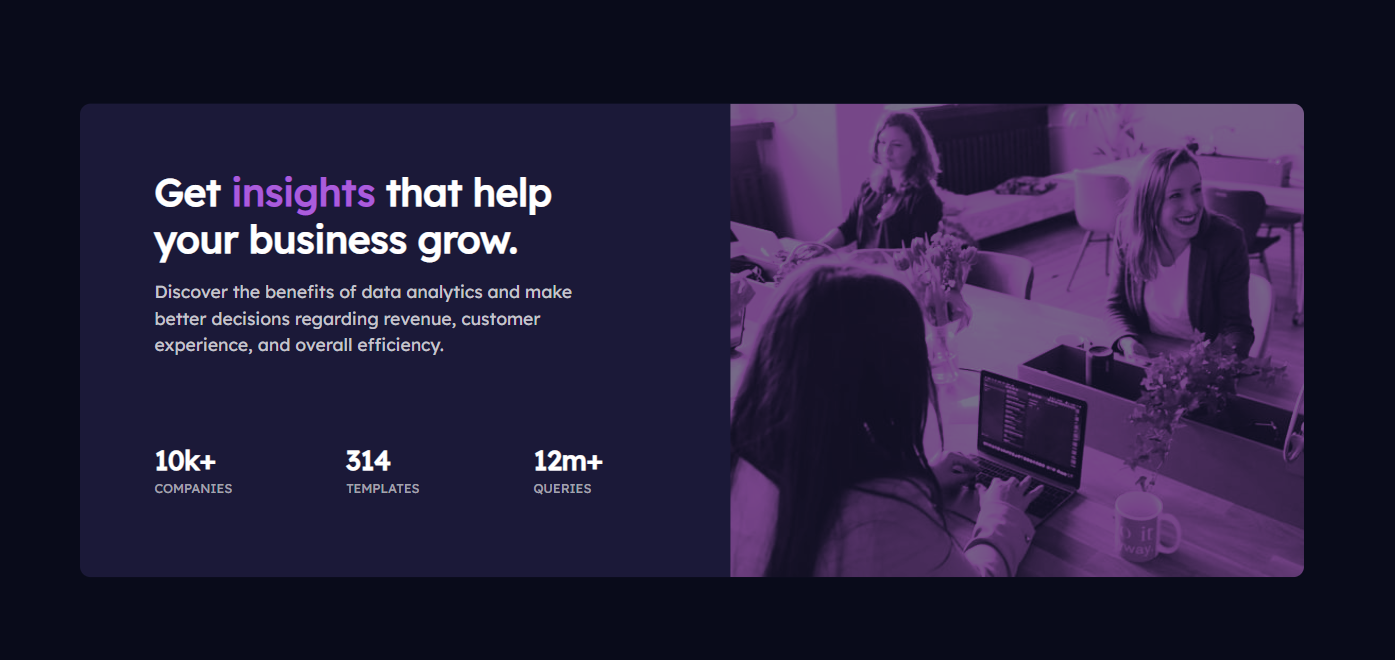 Get insights that help
your business grow.
Discover the benefits of data analytics and make
better decisions regarding revenue, customer
experience, and overall efficiency.
10k+
314
12m+
COMPANIES
TEMPLATES
QUERIES